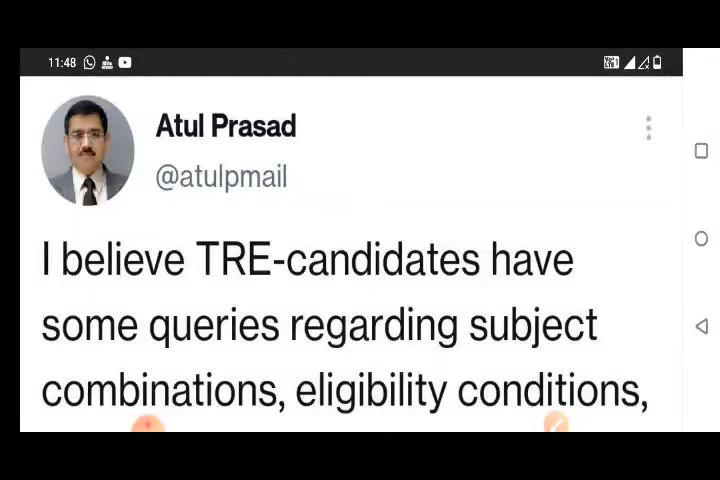 11:48
Atul Prasad
@atulpmail
I believe TRE-candidates have
some queries regarding subject
combinations, eligibility conditions,